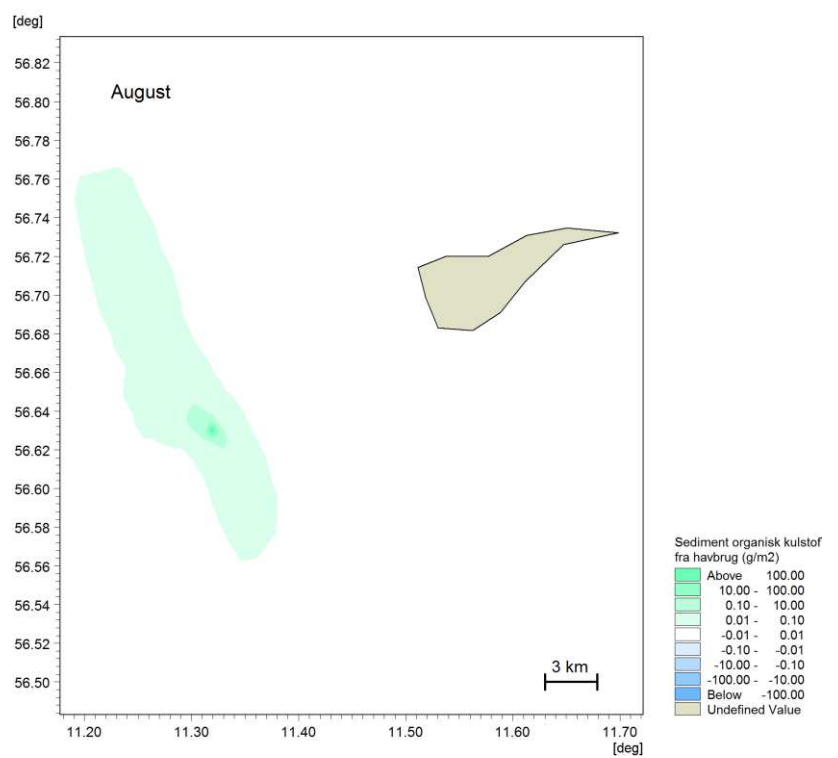 [deg]
56.82
56.80
August
56.78
56.76
56.74
56.72
56.70
56.68
56.66
56.64
56.62
56.60
56.58
56.56
56.54
56.52
56.50
3 km
11.20 11.30 11.40 11.50 11.60 11.70
[deg]
Sediment organisk kulstof
fra havbrug (g/m2)
Above 100.00
10.00 - 100.00
0.10 - 10.00
0.01 - 0.10
-0.01 - 0.01
-0.10 - -0.01
-10.00 - -0.10
-100.00 - -10.00
Below -100.00
Undefined Value